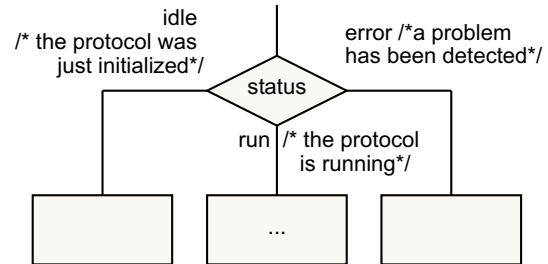 idle
/* the protocol was
just initialized*/
error /*a problem
has been detected*/
status
run /* the protocol
is running*/
...